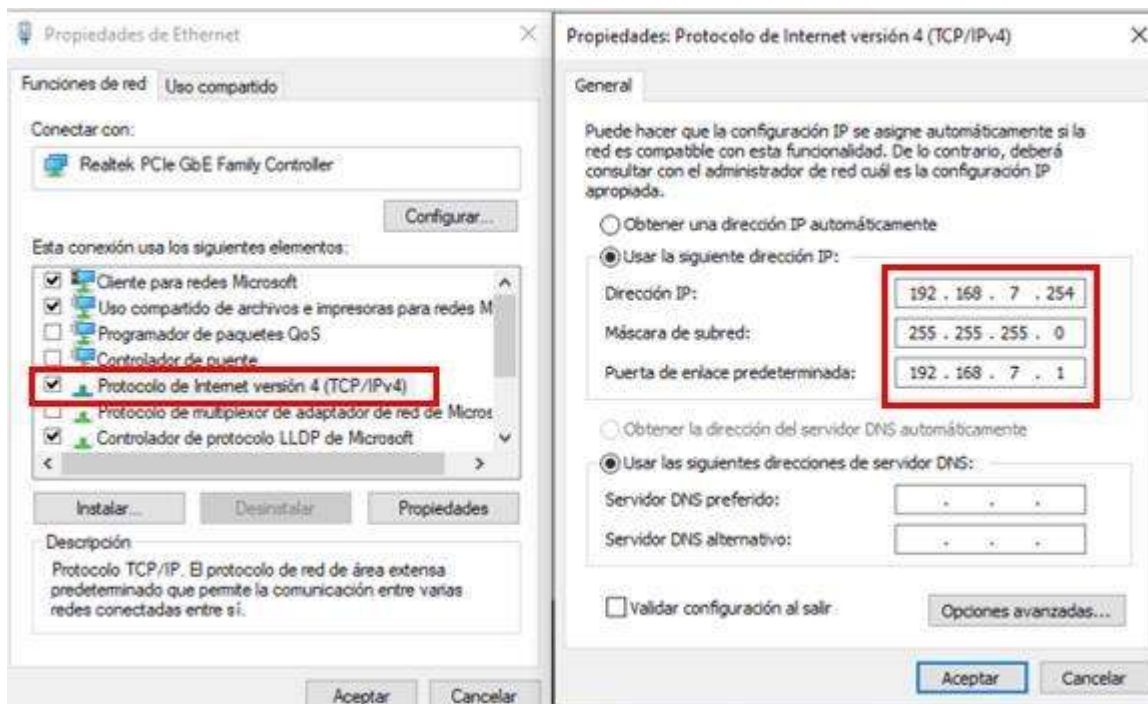 Propiedades de Ethernet
Funciones de red
Uso compartido
Conectar con:
Realtek PCIe GbE Family Controller
Configurar...
Esta conexión usa los siguientes elementos:
Cliente para redes Microsoft
Uso compartido de archivos e impresoras para redes M
Programador de paquetes QoS
Controlador de puente
Protocolo de Internet versión 4 (TCP/IPv4)
Protocolo de multiplexor de adaptador de red de Micros
Controlador de protocolo LLDP de Microsoft
Instalar...
Desinstalar
Propiedades
Descripción
Protocolo TCP/IP. El protocolo de red de área extensa
predeterminado que permite la comunicación entre varias
redes conectadas entre sí.
Aceptar
Cancelar
Propiedades: Protocolo de Internet versión 4 (TCP/IPv4)
General
Puede hacer que la configuración IP se asigne automáticamente si la
red es compatible con esta funcionalidad. De lo contrario, deberá
consultar con el administrador de red cuál es la configuración IP
apropiada.
Obtener una dirección IP automáticamente
Usar la siguiente dirección IP:
Dirección IP: 192 . 168 . 7 . 254
Máscara de subred: 255 . 255 . 255 . 0
Puerta de enlace predeterminada: 192 . 168 . 7 . 1
Obtener la dirección del servidor DNS automáticamente
Usar las siguientes direcciones de servidor DNS:
Servidor DNS preferido: . . .
Servidor DNS alternativo: . . .
Validar configuración al salir
Opciones avanzadas...
Aceptar
Cancelar